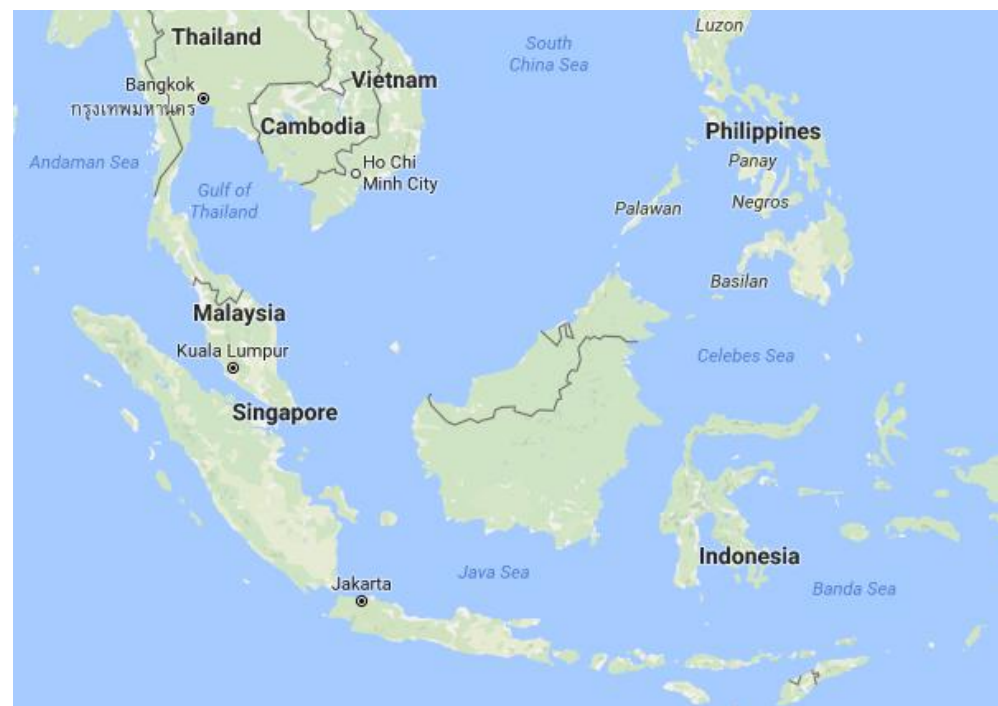 Luzon
Thailand
South
China Sea
Vietnam
Bangkok
กรุงเทพมหานคร
Cambodia
Philippines
Andaman Sea
Ho Chi
Minh City
Panay
Gulf of
Thailand
Negros
Palawan
Basilan
Malaysia
Kuala Lumpur
Celebes Sea
Singapore
Indonesia
Java Sea
Jakarta
Banda Sea